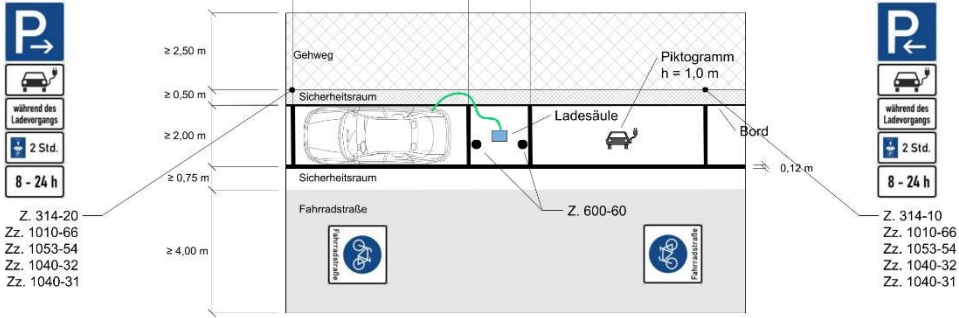 P
während des
Ladevorgangs
2 Std.
8 - 24 h
Z. 314-20
Zz. 1010-66
Zz. 1053-54
Zz. 1040-32
Zz. 1040-31
≥ 2,50 m
≥ 0,50 m
≥ 2,00 m
≥ 0,75 m
≥ 4,00 m
Gehweg
Sicherheitsraum
Piktogramm
h = 1,0 m
Ladesäule
Bord
0,12 m
Sicherheitsraum
Z. 600-60
Fahrradstraße
Fahrradstraße
Fahrradstraße
P
während des
Ladevorgangs
2 Std.
8 - 24 h
Z. 314-10
Zz. 1010-66
Zz. 1053-54
Zz. 1040-32
Zz. 1040-31